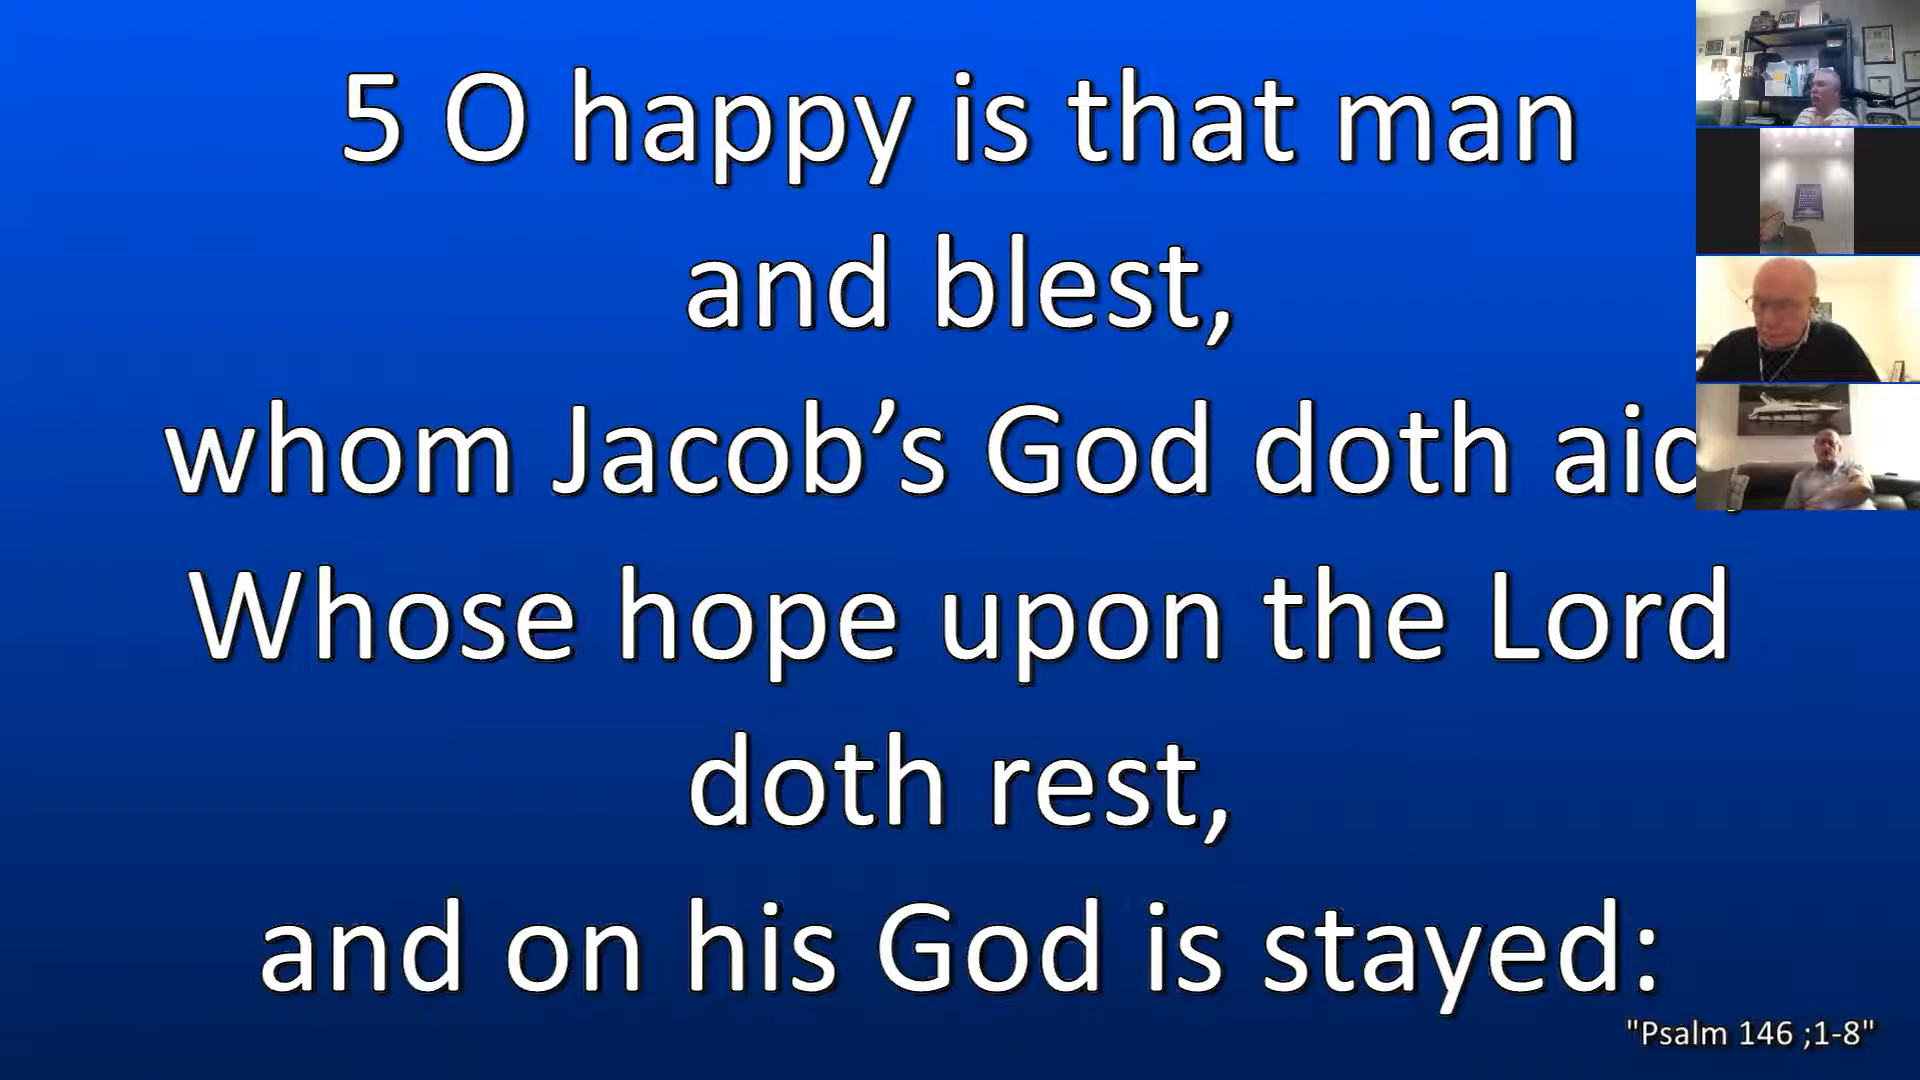 5 O happy is that man
and blest,
whom Jacob’s God doth aid,
Whose hope upon the Lord
doth rest,
and on his God is stayed:
"Psalm 146 ;1-8"